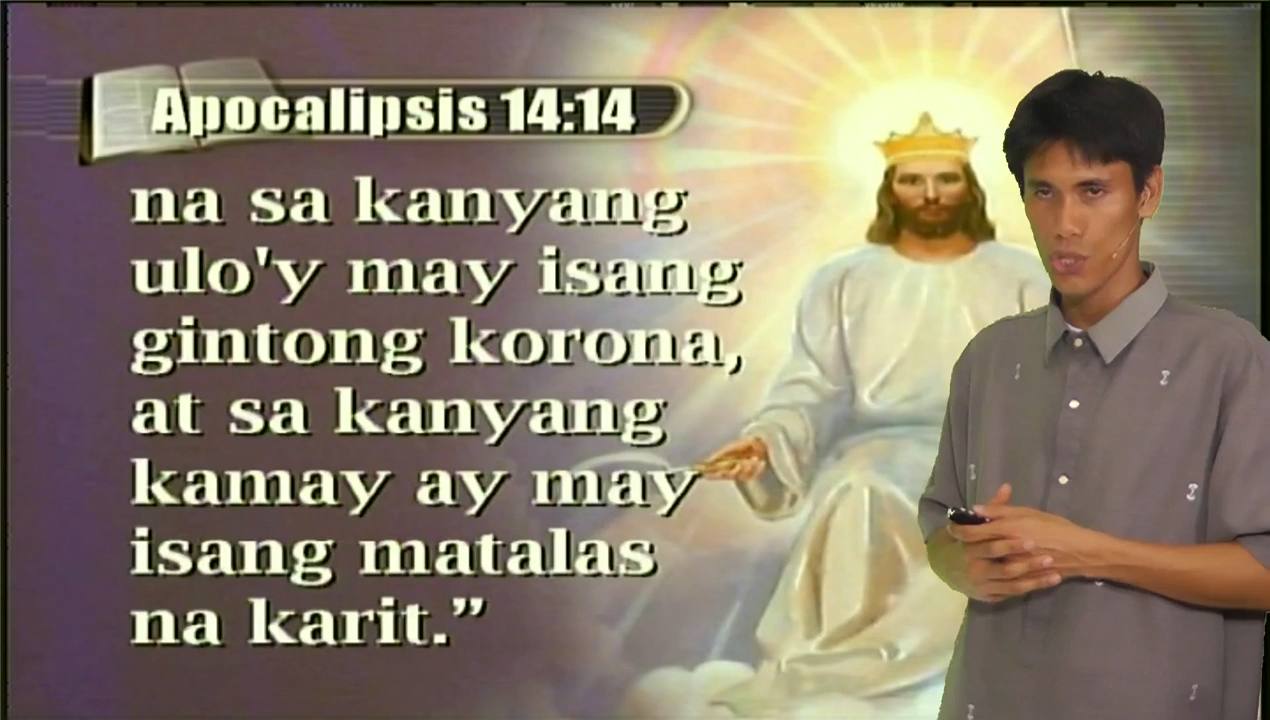 Apocalipsis 14:14
na sa kanyang
ulo'y may isang
gintong korona,
at sa kanyang
kamay ay may
isang matalas
na karit.”